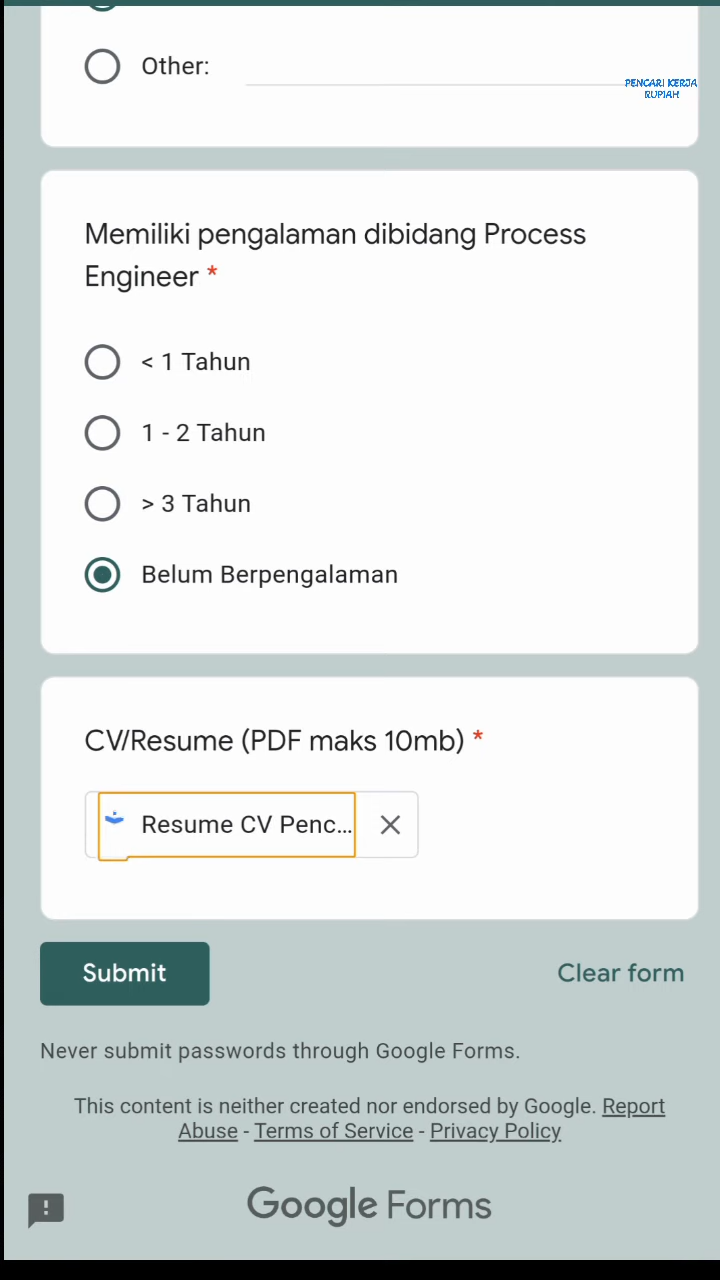 Other:
PENCARI KERJA
RUPIAH
Memiliki pengalaman dibidang Process
Engineer *
< 1 Tahun
1 - 2 Tahun
> 3 Tahun
Belum Berpengalaman
CV/Resume (PDF maks 10mb) *
Resume CV Penc...
Submit
Clear form
Never submit passwords through Google Forms.
This content is neither created nor endorsed by Google. Report
Abuse - Terms of Service - Privacy Policy
Google Forms